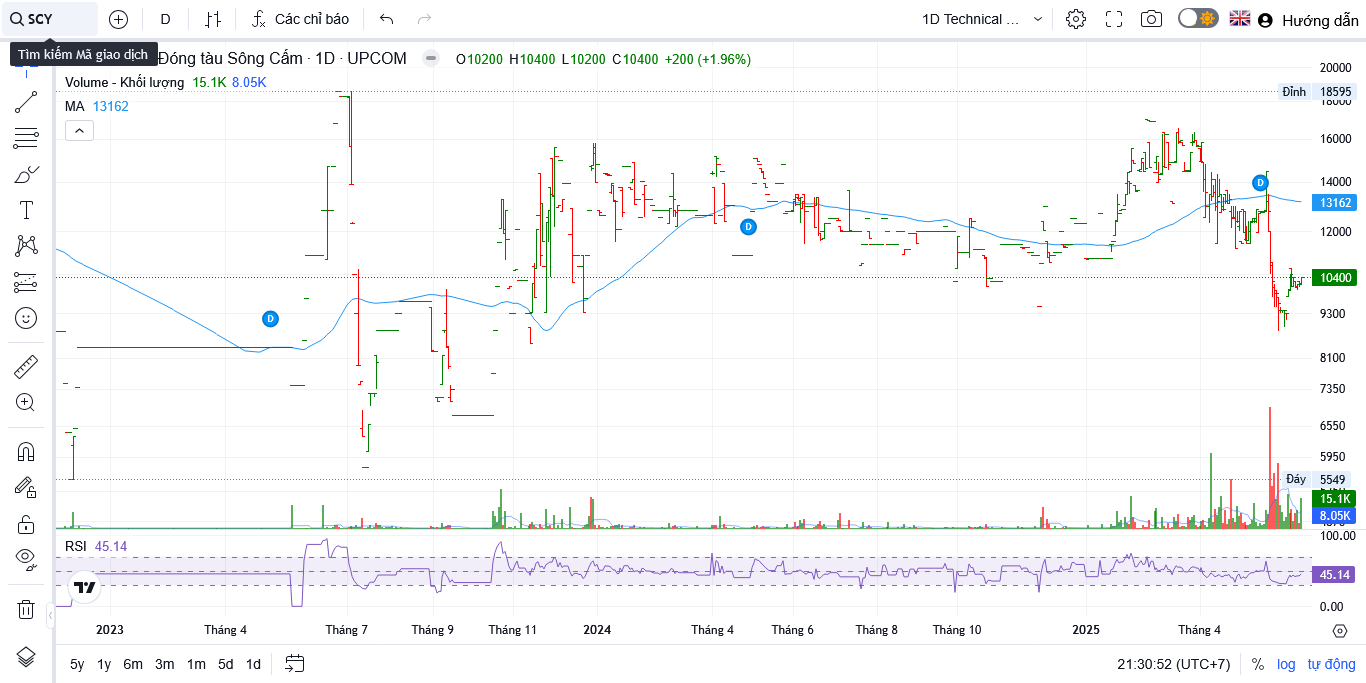 SCY
D
Các chỉ báo
1D Technical ...
Hướng dẫn
Tìm kiếm Mã giao dịch
Đóng tàu Sông Cấm · 1D · UPCOM
O10200 H10400 L10200 C10400 +200 (+1.96%)
Volume - Khối lượng 15.1K 8.05K
MA 13162
20000
Đỉnh 18595
18000
16000
14000
D
13162
D
12000
10400
D
9300
8100
7350
6550
5950
Đáy 5549
15.1K
8.05K
RSI 45.14
100.00
45.14
0.00
2023 Tháng 4 Tháng 7 Tháng 9 Tháng 11 2024 Tháng 4 Tháng 6 Tháng 8 Tháng 10 2025 Tháng 4
5y 1y 6m 3m 1m 5d 1d
21:30:52 (UTC+7) % log tự động